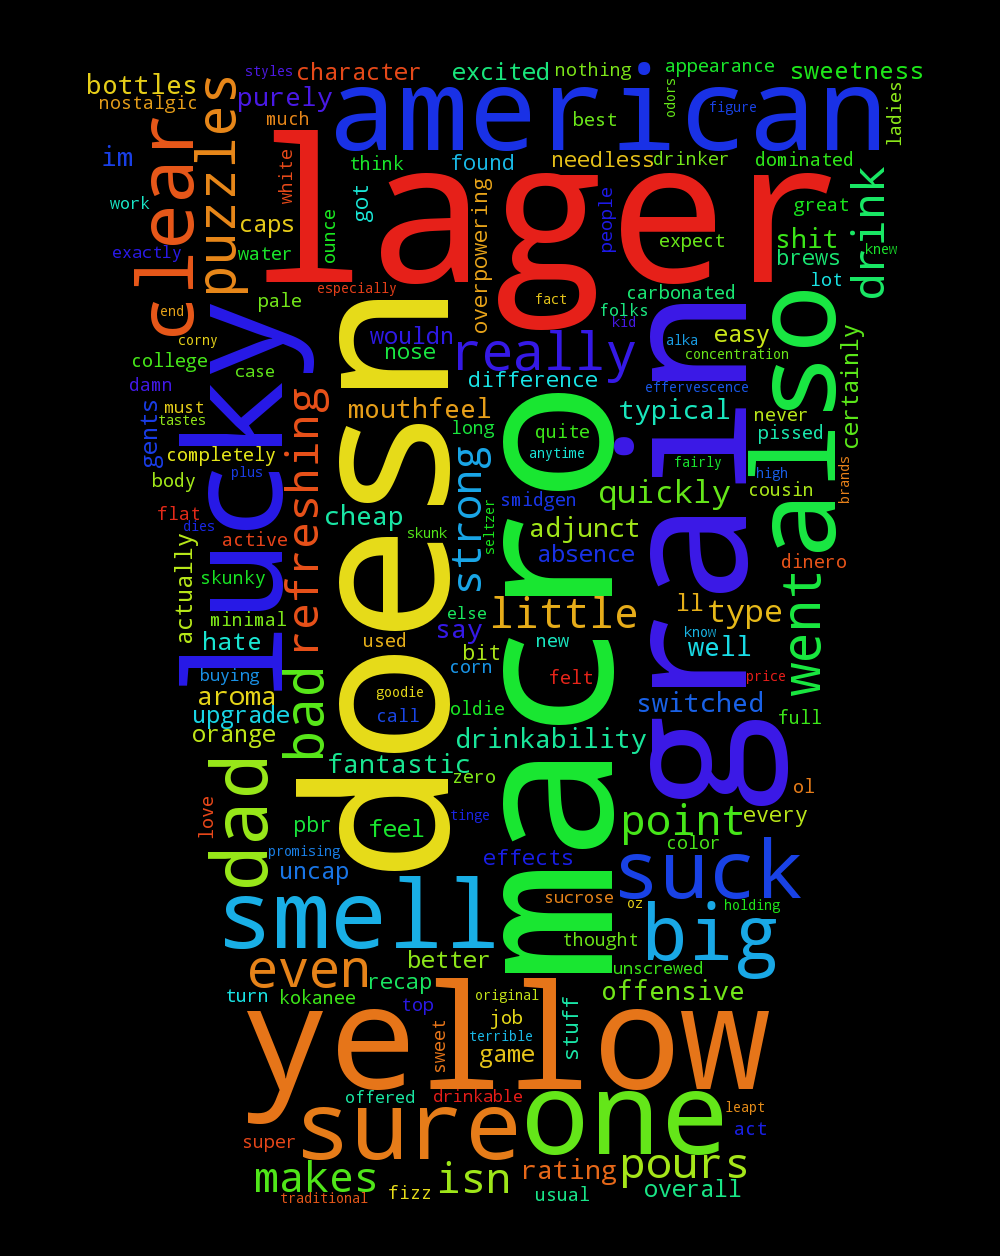 styles
character
excited
nothing
appearance
sweetness
bottles
nostalgic
purely
american
odors
figure
ladies
puzzles
much
best
im
clear
white
think
found
needless
drinker
dominated
lager
got
drink
work
caps
ounce
overpowering
people
great
exactly
water
expect
shit
knew
brews
lot
especially
pale
fact
carbonated
end
folks
kid
corny
lucky
doesn
wouldn
nose
really
grain
alka
easy
also
college
case
difference
concentration
certainly
damn
effervescence
gents
must
tastes
refreshing
mouthfeel
long
macro
typical
never
quite
pissed
completely
anytime
plus
body
strong
fairly
high
brands
smidgen
quickly
cousin
flat
dies
cheap
seltzer
skunk
adjunct
active
absence
actually
skunky
dinero
went
minimal
else
little
ll
type
hate
used
say
new
know
well
bit
buying
corn
felt
price
aroma
bad
goodie
switched
upgrade
call
oldie
full
orange
drinkability
fantastic
dad
zero
ol
love
pbr
feel
tinge
point
every
color
promising
effects
uncap
suck
smell
sucrose
oz
holding
big
thought
even
better
unscrewed
recap
offensive
turn
kokanee
top
original
stuff
yellow
job
sweet
terrible
game
offered
drinkable
one
leapt
sure
super
act
makes
isn
rating
pours
traditional
fizz
usual
overall